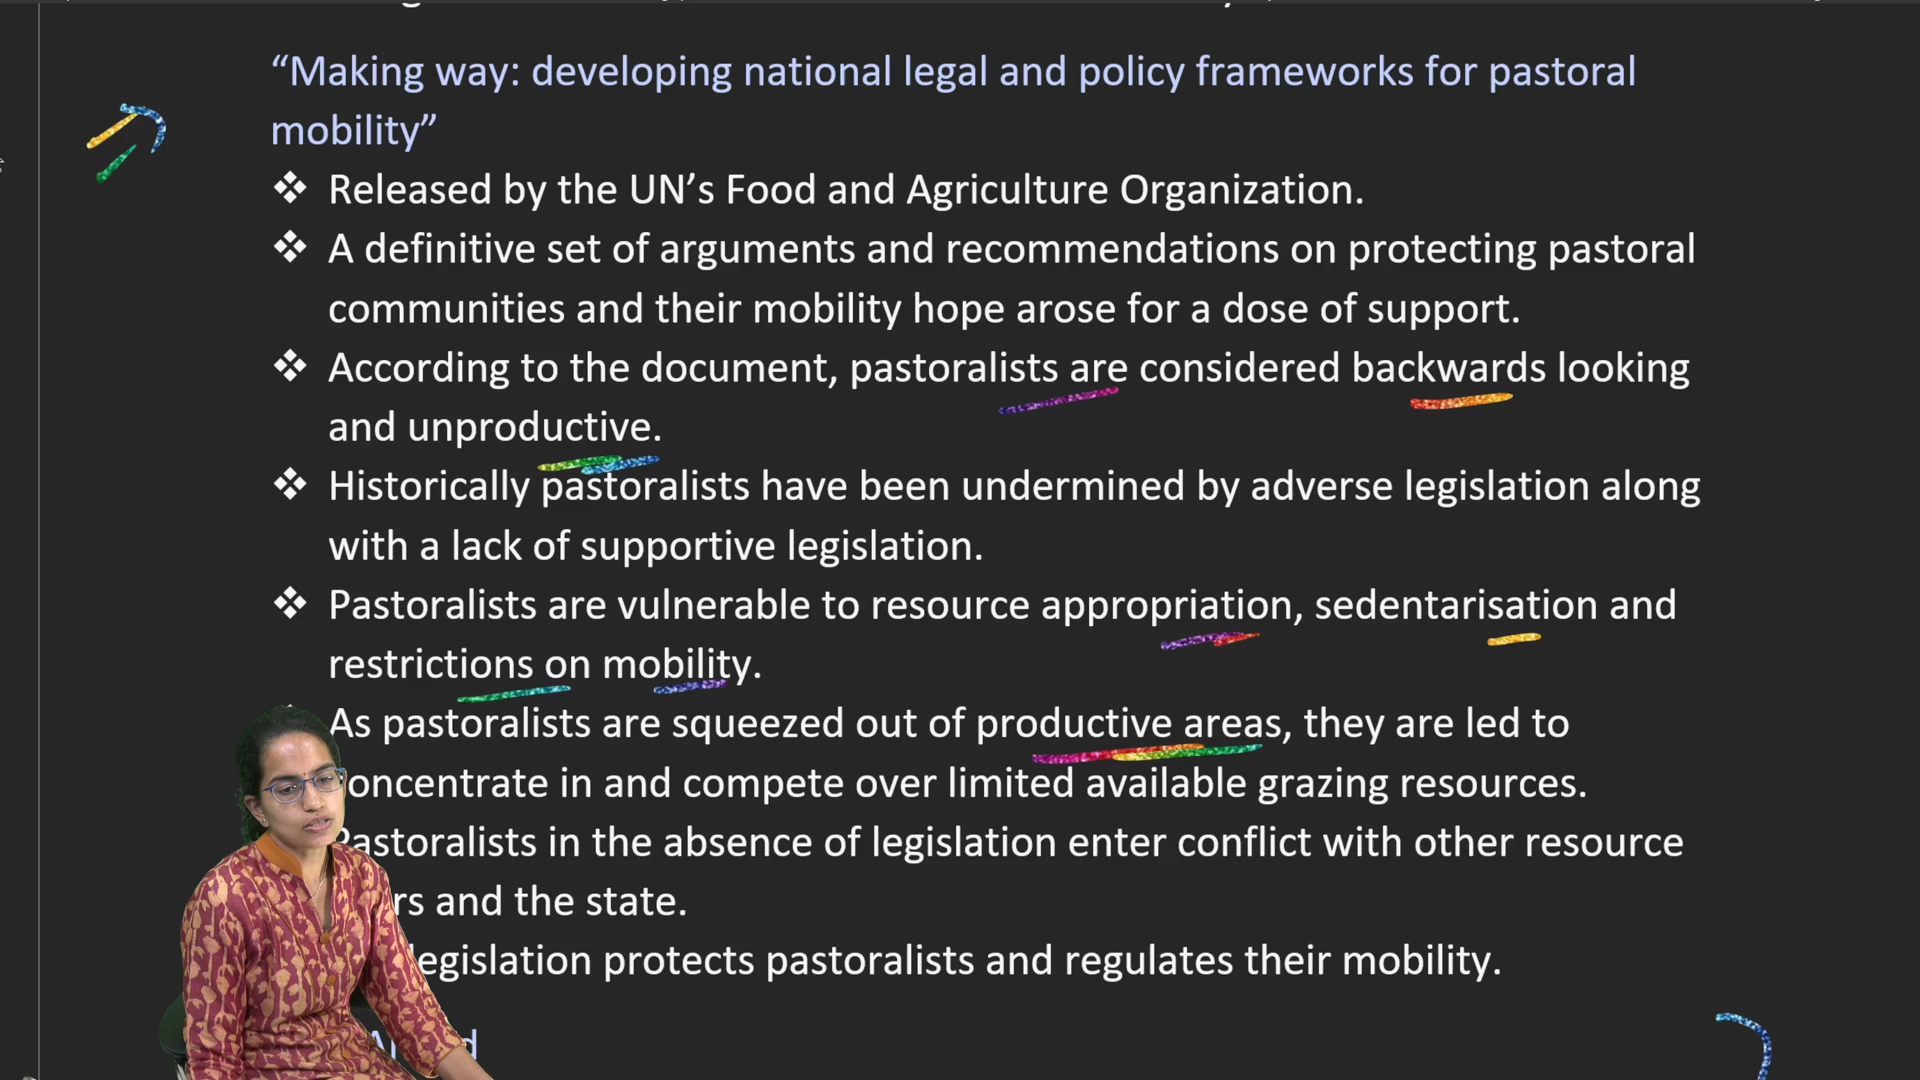 “Making way: developing national legal and policy frameworks for pastoral
mobility”
❖ Released by the UN’s Food and Agriculture Organization.
❖ A definitive set of arguments and recommendations on protecting pastoral
communities and their mobility hope arose for a dose of support.
❖ According to the document, pastoralists are considered backwards looking
and unproductive.
❖ Historically pastoralists have been undermined by adverse legislation along
with a lack of supportive legislation.
❖ Pastoralists are vulnerable to resource appropriation, sedentarisation and
restrictions on mobility.
As pastoralists are squeezed out of productive areas, they are led to
concentrate in and compete over limited available grazing resources.
Pastoralists in the absence of legislation enter conflict with other resource
rs and the state.
legislation protects pastoralists and regulates their mobility.